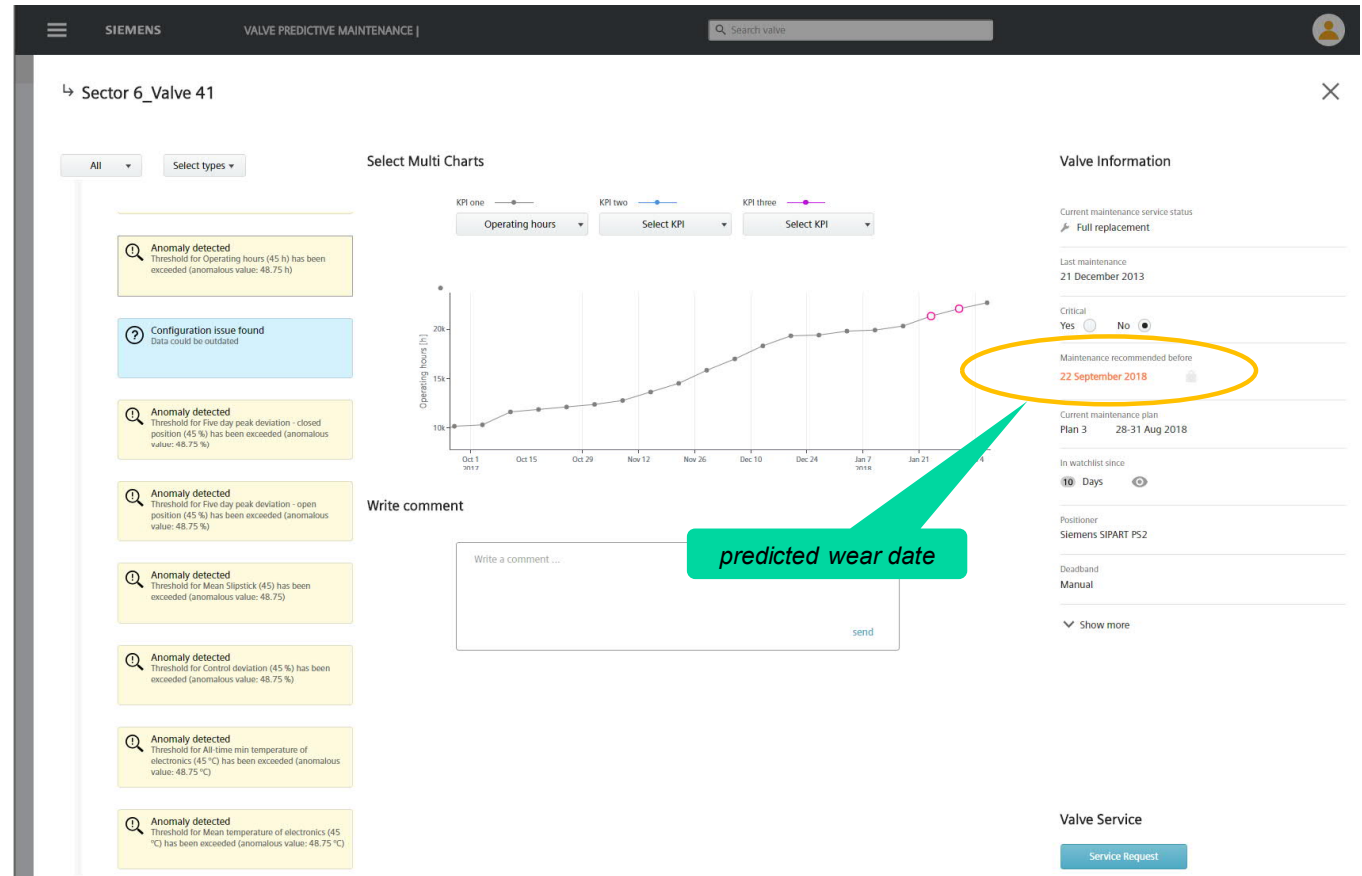 SIEMENS
VALVE PREDICTIVE MAINTENANCE |
Search valve
Sector 6_Valve 41
All
Select types
Anomaly detected
Threshold for Operating hours (45 h) has been
exceeded (anomalous value: 48.75 h)
Configuration issue found
Data could be outdated
Anomaly detected
Threshold for Five day peak deviation - closed
position (45 %) has been exceeded (anomalous
value: 48.75 %)
Anomaly detected
Threshold for Five day peak deviation - open
position (45 %) has been exceeded (anomalous
value: 48.75 %)
Anomaly detected
Threshold for Mean Slipstick (45) has been
exceeded (anomalous value: 48.75)
Anomaly detected
Threshold for Control deviation (45 %) has been
exceeded (anomalous value: 48.75 %)
Anomaly detected
Threshold for All-time min temperature of
electronics (45 °C) has been exceeded (anomalous
value: 48.75 °C)
Anomaly detected
Threshold for Mean temperature of electronics (45
°C) has been exceeded (anomalous value: 48.75 °C)
Select Multi Charts
KPI one
KPI two
KPI three
Operating hours
Select KPI
Select KPI
Operating hours [h]
20k
15k
10k
Oct 1
2017
Oct 15
Oct 29
Nov 12
Nov 26
Dec 10
Dec 24
Jan 7
2018
Jan 21
4
Write comment
Write a comment ...
send
predicted wear date
Valve Information
Current maintenance service status
Full replacement
Last maintenance
21 December 2013
Critical
Yes No
Maintenance recommended before
22 September 2018
Current maintenance plan
Plan 3 28-31 Aug 2018
In watchlist since
10 Days
Positioner
Siemens SIPART PS2
Deadband
Manual
Show more
Valve Service
Service Request